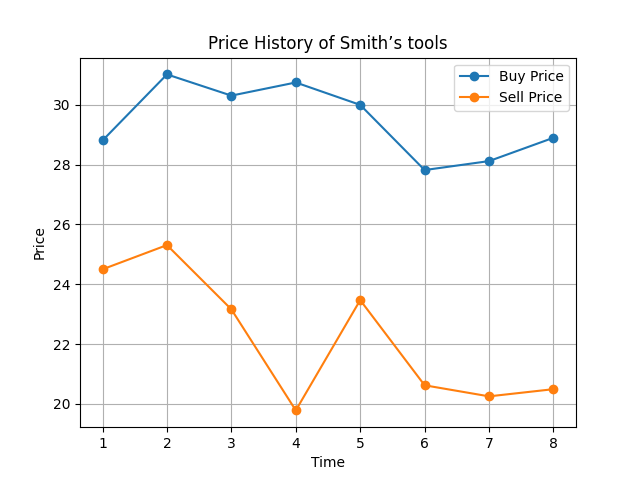 Price History of Smith’s tools
Buy Price
Sell Price
Price
30
28
26
24
22
20
1 2 3 4 5 6 7 8
Time